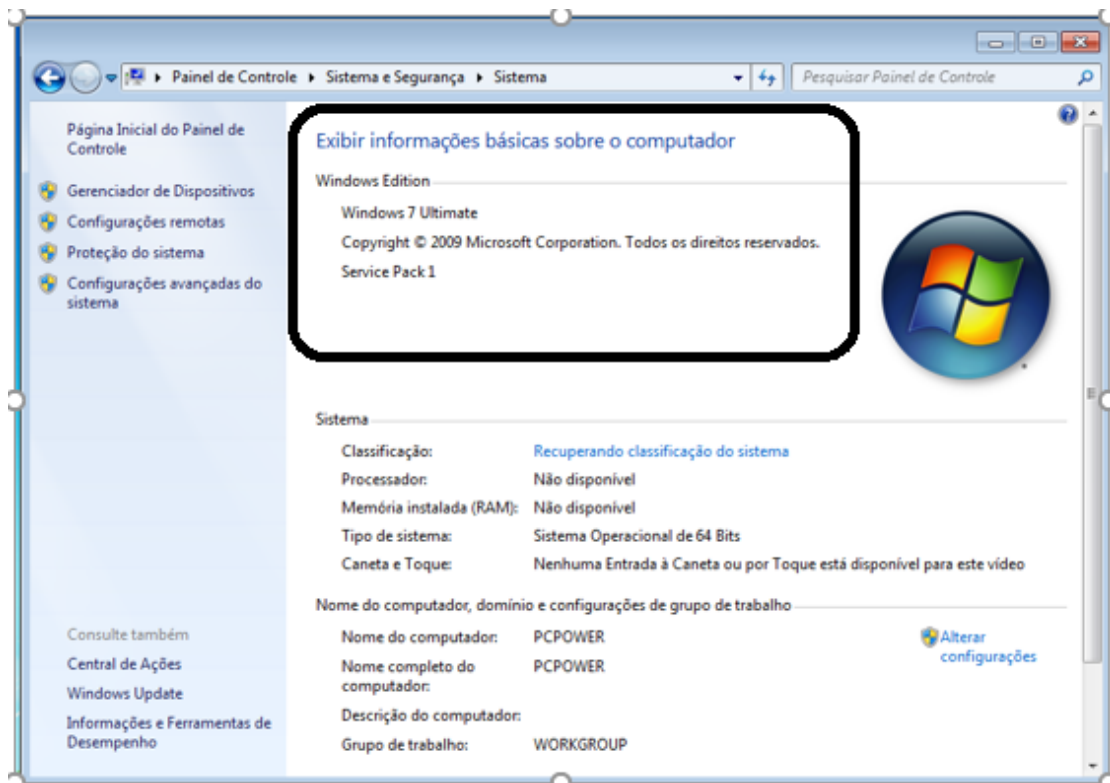 Painel de Controle Sistema e Segurança Sistema
Pesquisar Painel de Controle
Página Inicial do Painel de
Controle
Gerenciador de Dispositivos
Configurações remotas
Proteção do sistema
Configurações avançadas do
sistema
Consulte também
Central de Ações
Windows Update
Informações e Ferramentas de
Desempenho
Exibir informações básicas sobre o computador
Windows Edition
Windows 7 Ultimate
Copyright © 2009 Microsoft Corporation. Todos os direitos reservados.
Service Pack 1
Sistema
Classificação: Recuperando classificação do sistema
Processador: Não disponível
Memória instalada (RAM): Não disponível
Tipo de sistema: Sistema Operacional de 64 Bits
Caneta e Toque: Nenhuma Entrada à Caneta ou por Toque está disponível para este vídeo
Nome do computador, domínio e configurações de grupo de trabalho
Nome do computador: PCPOWER
Alterar
configurações
Nome completo do
computador: PCPOWER
Descrição do computador:
Grupo de trabalho: WORKGROUP